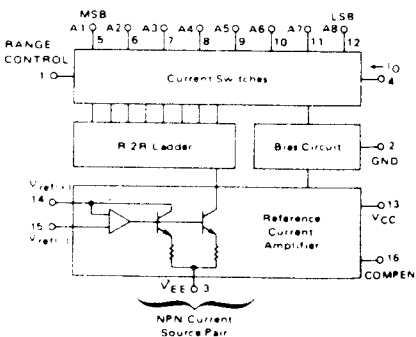 MSB LSB
A1 A2 A3 A4 A5 A6 A7 A8
5 6 7 8 9 10 11 12
RANGE
CONTROL
1
Current Switches
I O
4
R-2R Ladder
Bias Circuit
2
GND
Vref(+)
14
15
Vref(-)
Reference
Current
Amplifier
13
VCC
16
COMPEN
VEE 3
NPN Current
Source Pair